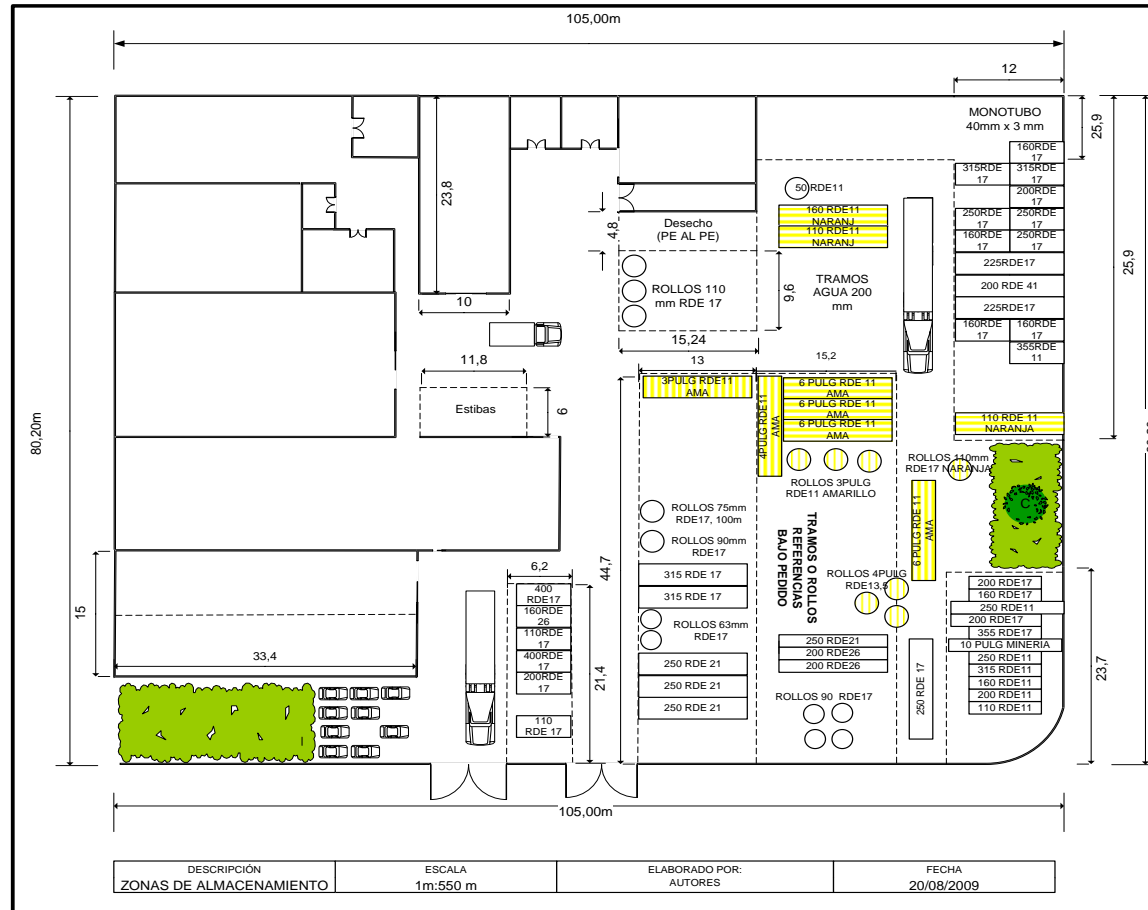 105,00m
12
MONOTUBO
40mm x 3 mm
25,9
25,9
25,9
80,20m
23,8
10
4,8
Desecho
(PE AL PE)
ROLLOS 110
mm RDE 17
9,6
15,24
13
15,2
50 RDE11
160 RDE11
NARANJ
110 RDE11
NARANJ
TRAMOS
AGUA 200
mm
160RDE
17
315RDE
17
315RDE
17
200RDE
17
250RDE
17
250RDE
17
160RDE
17
250RDE
17
225RDE17
200 RDE 41
225RDE17
160RDE
17
160RDE
17
355RDE
11
110 RDE 11
NARANJA
11,8
Estibas
6
3PULG RDE11
AMA
4PULG RDE11
AMA
6 PULG RDE 11
AMA
6 PULG RDE 11
AMA
6 PULG RDE 11
AMA
ROLLOS 3PULG
RDE11 AMARILLO
ROLLOS 110mm
RDE17 NARANJA
C
6 PULG RDE 11
AMA
ROLLOS 75mm
RDE17, 100m
ROLLOS 90mm
RDE17
TRAMOS O ROLLOS
REFERENCIAS
BAJO PEDIDO
44,7
315 RDE 17
315 RDE 17
ROLLOS 63mm
RDE17
250 RDE 21
250 RDE 21
250 RDE 21
ROLLOS 4PULG
RDE13,5
250 RDE21
200 RDE26
200 RDE26
ROLLOS 90 RDE17
250 RDE 17
200 RDE17
160 RDE17
250 RDE11
200 RDE17
355 RDE17
10 PULG MINERIA
250 RDE11
315 RDE11
160 RDE11
200 RDE11
110 RDE11
23,7
15
33,4
6,2
400
RDE17
160RDE
26
110RDE
17
400RDE
17
200RDE
17
110
RDE 17
21,4
105,00m
DESCRIPCIÓN
ZONAS DE ALMACENAMIENTO
ESCALA
1m:550 m
ELABORADO POR:
AUTORES
FECHA
20/08/2009